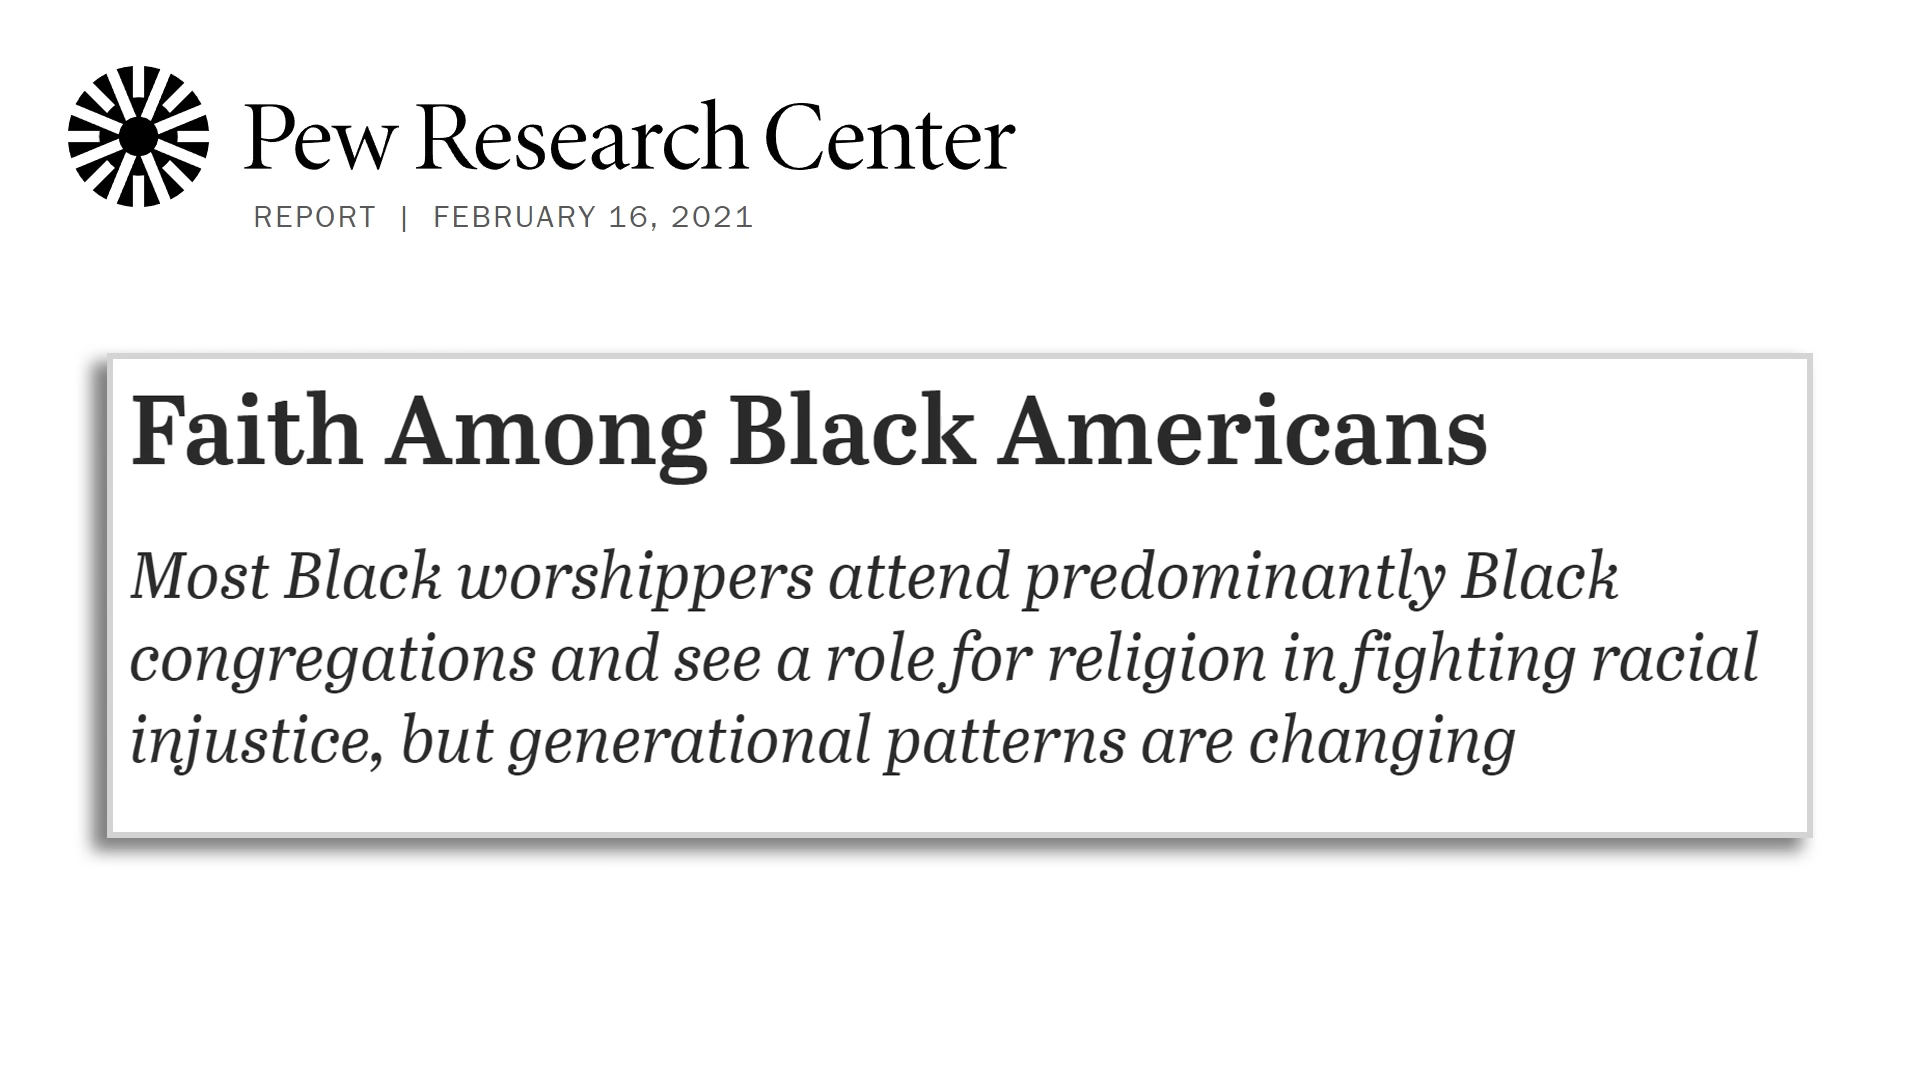 Pew Research Center
REPORT | FEBRUARY 16, 2021
Faith Among Black Americans
Most Black worshippers attend predominantly Black
congregations and see a role for religion in fighting racial
injustice, but generational patterns are changing